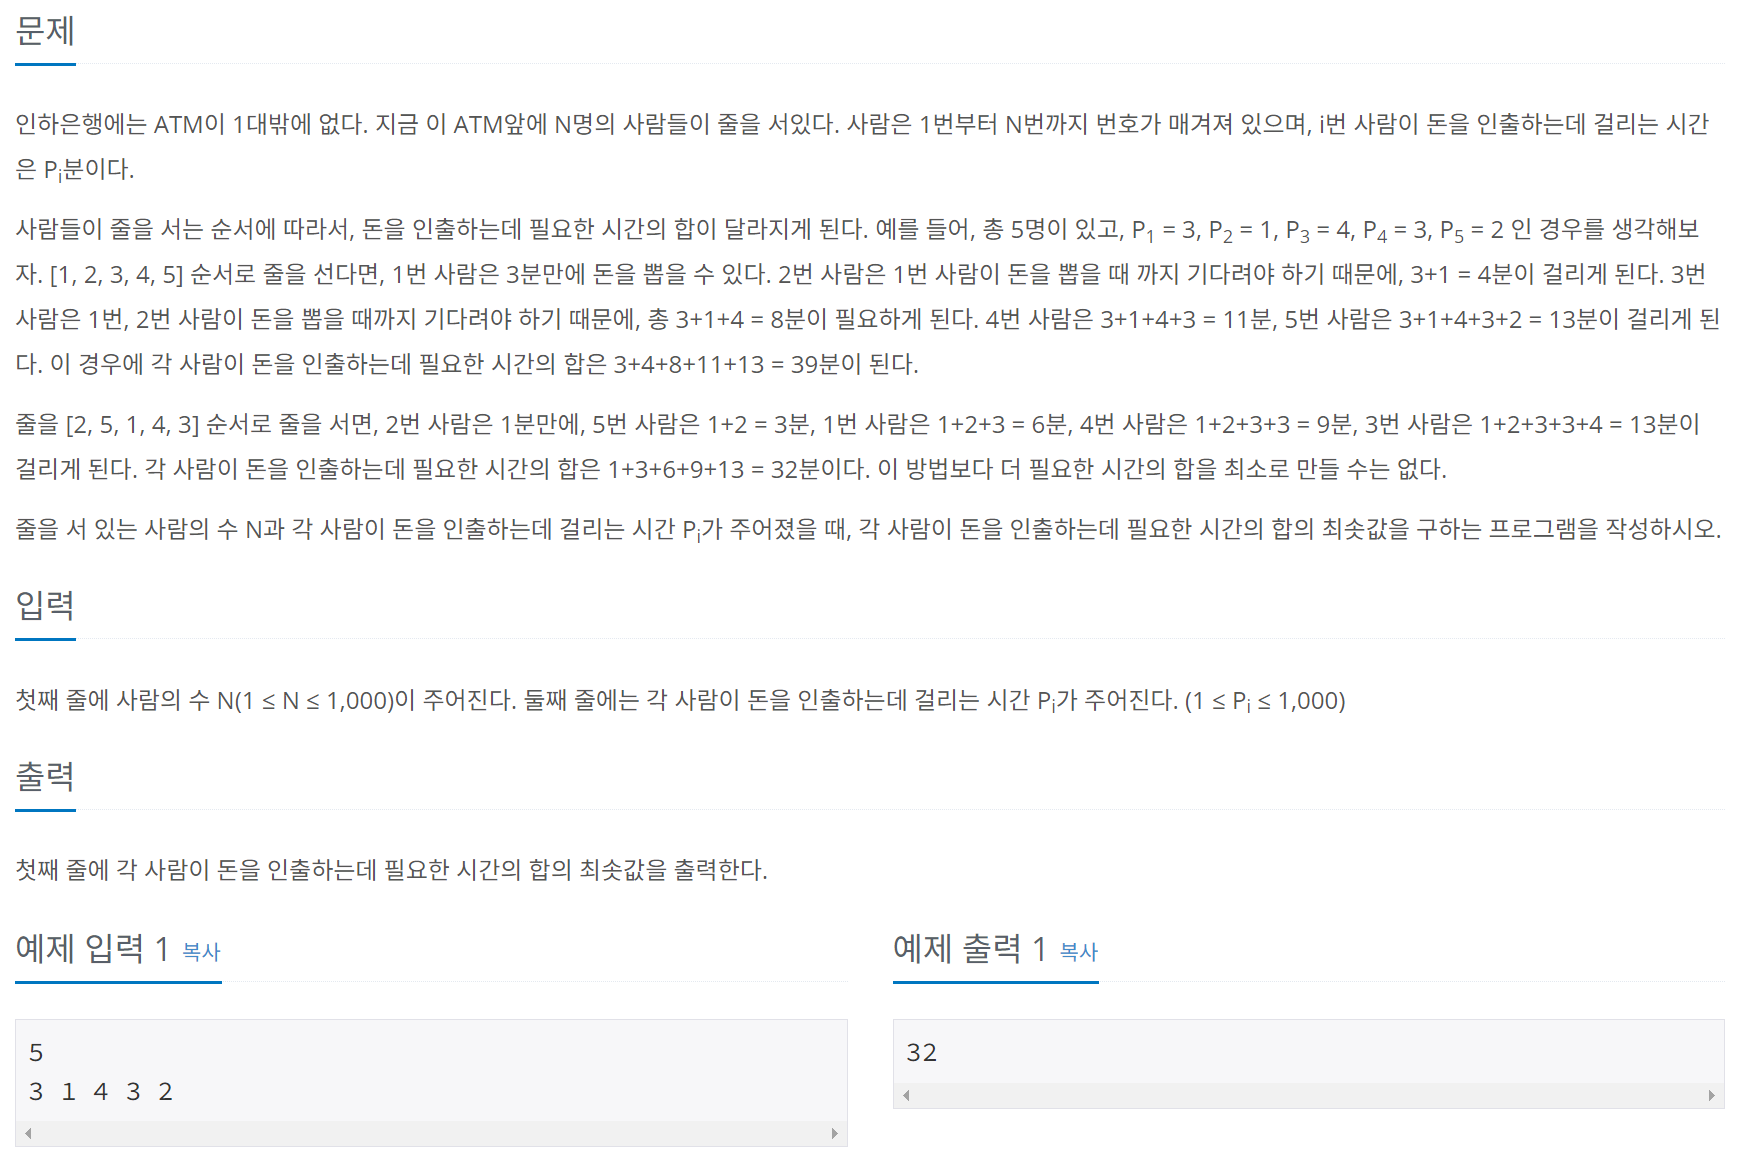 문제
인하은행에는 ATM이 1대밖에 없다. 지금 이 ATM앞에 N명의 사람들이 줄을 서있다. 사람은 1번부터 N번까지 번호가 매겨져 있으며, i번 사람이 돈을 인출하는데 걸리는 시간
은 Pi분이다.
사람들이 줄을 서는 순서에 따라서, 돈을 인출하는데 필요한 시간의 합이 달라지게 된다. 예를 들어, 총 5명이 있고, P1 = 3, P2 = 1, P3 = 4, P4 = 3, P5 = 2 인 경우를 생각해보
자. [1, 2, 3, 4, 5] 순서로 줄을 선다면, 1번 사람은 3분만에 돈을 뽑을 수 있다. 2번 사람은 1번 사람이 돈을 뽑을 때 까지 기다려야 하기 때문에, 3+1 = 4분이 걸리게 된다. 3번
사람은 1번, 2번 사람이 돈을 뽑을 때까지 기다려야 하기 때문에, 총 3+1+4 = 8분이 필요하게 된다. 4번 사람은 3+1+4+3 = 11분, 5번 사람은 3+1+4+3+2 = 13분이 걸리게 된
다. 이 경우에 각 사람이 돈을 인출하는데 필요한 시간의 합은 3+4+8+11+13 = 39분이 된다.
줄을 [2, 5, 1, 4, 3] 순서로 줄을 서면, 2번 사람은 1분만에, 5번 사람은 1+2 = 3분, 1번 사람은 1+2+3 = 6분, 4번 사람은 1+2+3+3 = 9분, 3번 사람은 1+2+3+3+4 = 13분이
걸리게 된다. 각 사람이 돈을 인출하는데 필요한 시간의 합은 1+3+6+9+13 = 32분이다. 이 방법보다 더 필요한 시간의 합을 최소로 만들 수는 없다.
줄을 서 있는 사람의 수 N과 각 사람이 돈을 인출하는데 걸리는 시간 Pi가 주어졌을 때, 각 사람이 돈을 인출하는데 필요한 시간의 합의 최솟값을 구하는 프로그램을 작성하시오.
입력
첫째 줄에 사람의 수 N(1 ≤ N ≤ 1,000)이 주어진다. 둘째 줄에는 각 사람이 돈을 인출하는데 걸리는 시간 Pi가 주어진다. (1 ≤ Pi ≤ 1,000)
출력
첫째 줄에 각 사람이 돈을 인출하는데 필요한 시간의 합의 최솟값을 출력한다.
예제 입력 1 복사
5
3 1 4 3 2
예제 출력 1 복사
32